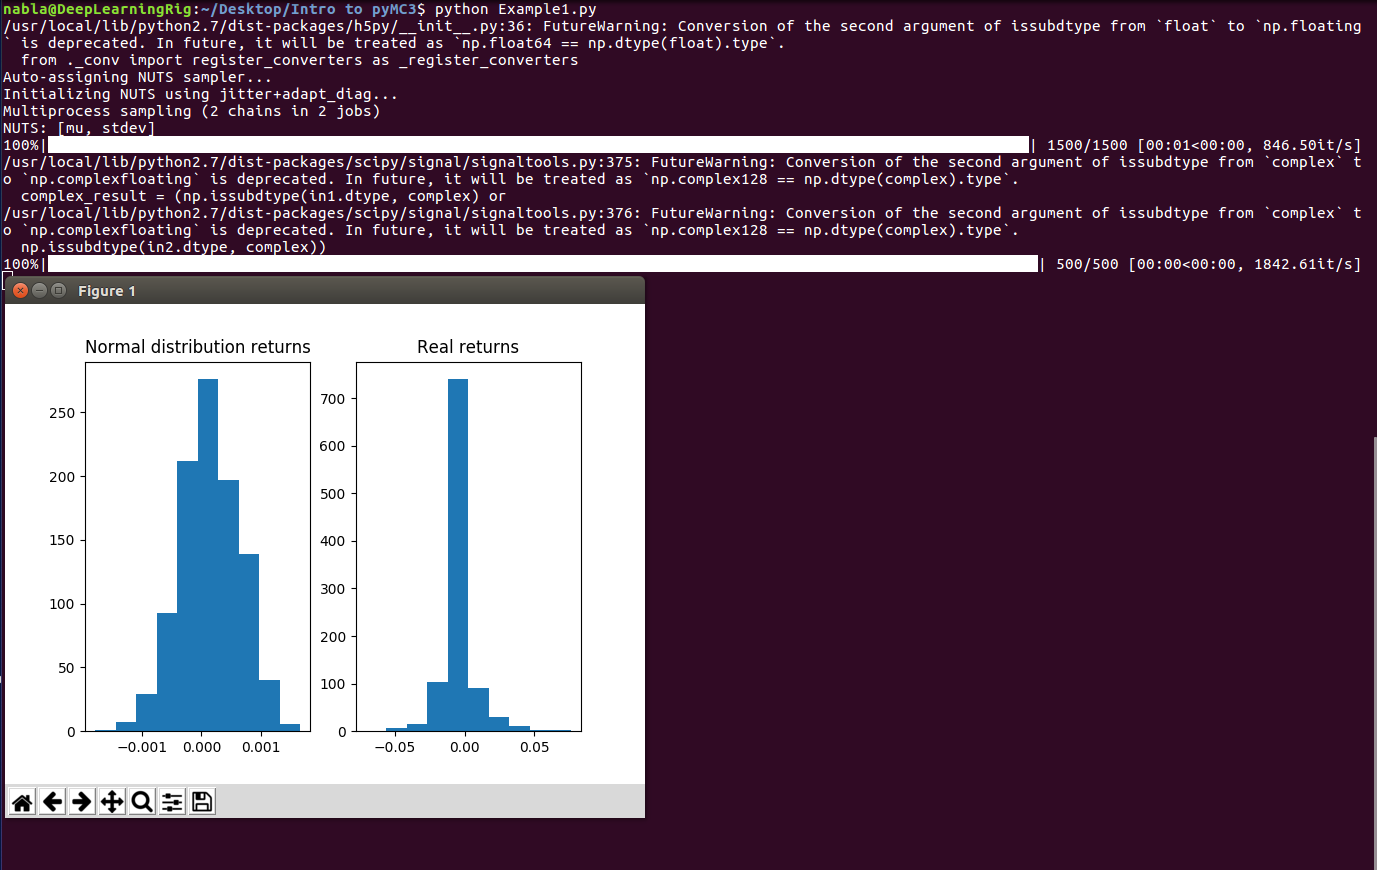 nabla@DeepLearningRig:~/Desktop/Intro to pyMC3$ python Example1.py
/usr/local/lib/python2.7/dist-packages/h5py/__init__.py:36: FutureWarning: Conversion of the second argument of issubdtype from `float` to `np.floating
` is deprecated. In future, it will be treated as `np.float64 == np.dtype(float).type`.
  from ._conv import register_converters as _register_converters
Auto-assigning NUTS sampler...
Initializing NUTS using jitter+adapt_diag...
Multiprocess sampling (2 chains in 2 jobs)
NUTS: [mu, stdev]
100%| | 1500/1500 [00:01<00:00, 846.50it/s]
/usr/local/lib/python2.7/dist-packages/scipy/signal/signaltools.py:375: FutureWarning: Conversion of the second argument of issubdtype from `complex` t
o `np.complexfloating` is deprecated. In future, it will be treated as `np.complex128 == np.dtype(complex).type`.
  complex_result = (np.issubdtype(in1.dtype, complex) or
/usr/local/lib/python2.7/dist-packages/scipy/signal/signaltools.py:376: FutureWarning: Conversion of the second argument of issubdtype from `complex` t
o `np.complexfloating` is deprecated. In future, it will be treated as `np.complex128 == np.dtype(complex).type`.
  np.issubdtype(in2.dtype, complex))
100%| | 500/500 [00:00<00:00, 1842.61it/s]
Figure 1
Normal distribution returns
250
200
150
100
50
0
−0.001 0.000 0.001
Real returns
700
600
500
400
300
200
100
0
−0.05 0.00 0.05